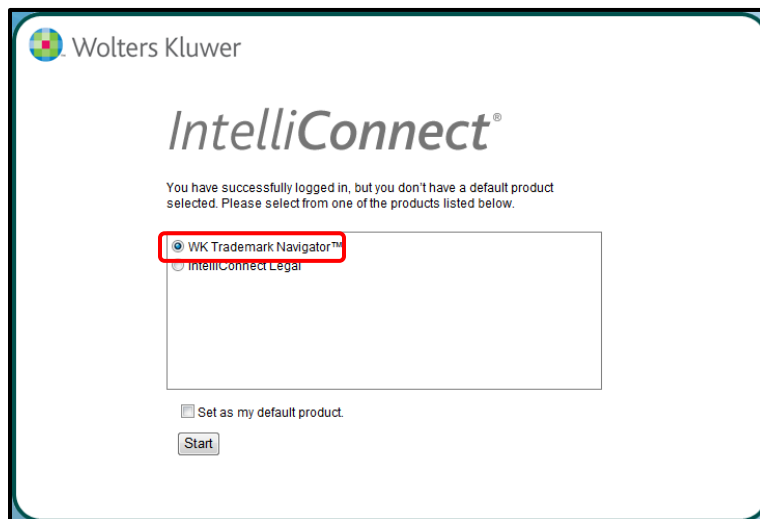 Wolters Kluwer
IntelliConnect®
You have successfully logged in, but you don't have a default product
selected. Please select from one of the products listed below.
WK Trademark Navigator™
IntelliConnect Legal
Set as my default product.
Start